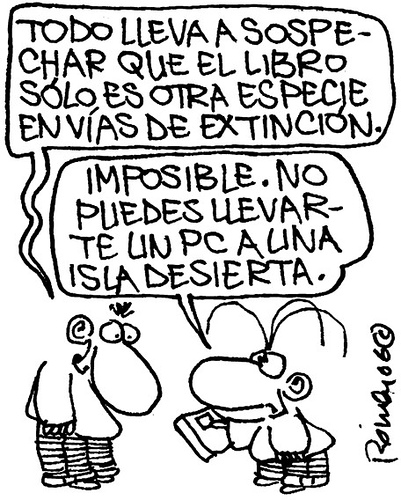 TODO LLEVA A SOSPE-
CHAR QUE EL LIBRO
SÓLO ES OTRA ESPECIE
EN VÍAS DE EXTINCIÓN.
IMPOSIBLE. NO
PUEDES LLEVAR-
TE UN PC A UNA
ISLA DESIERTA.